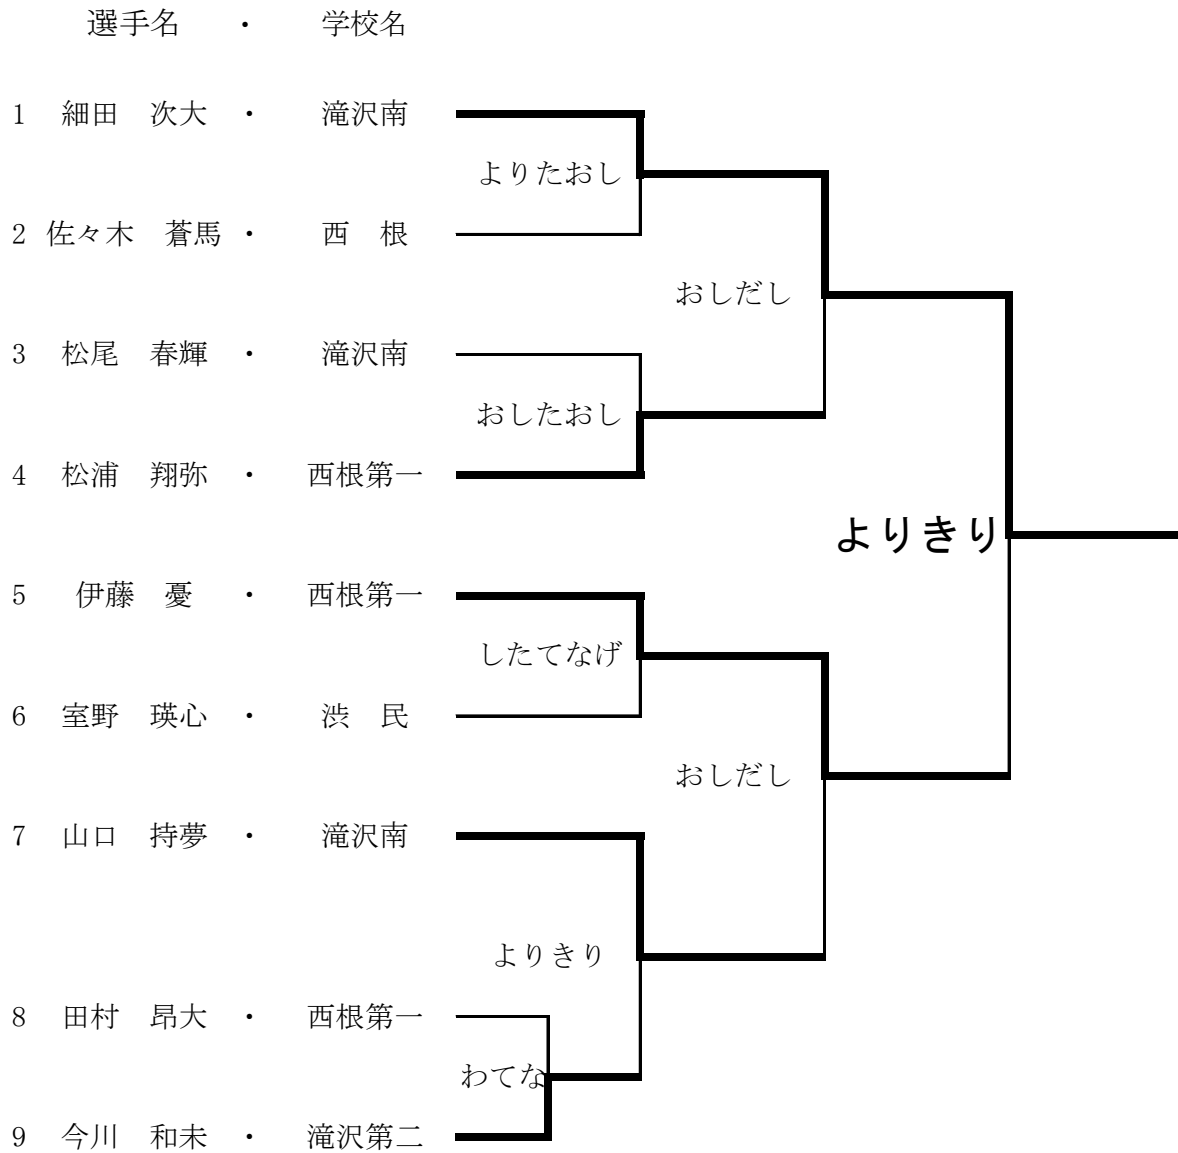 選手名 ・ 学校名
1 細田 次大 ・ 滝沢南
よりたおし
2 佐々木 蒼馬 ・ 西 根
おしだし
3 松尾 春輝 ・ 滝沢南
おしたおし
4 松浦 翔弥 ・ 西根第一
よりきり
5 伊藤 憂 ・ 西根第一
したてなげ
6 室野 瑛心 ・ 渋 民
おしだし
7 山口 持夢 ・ 滝沢南
よりきり
8 田村 昂大 ・ 西根第一
わてな
9 今川 和未 ・ 滝沢第二